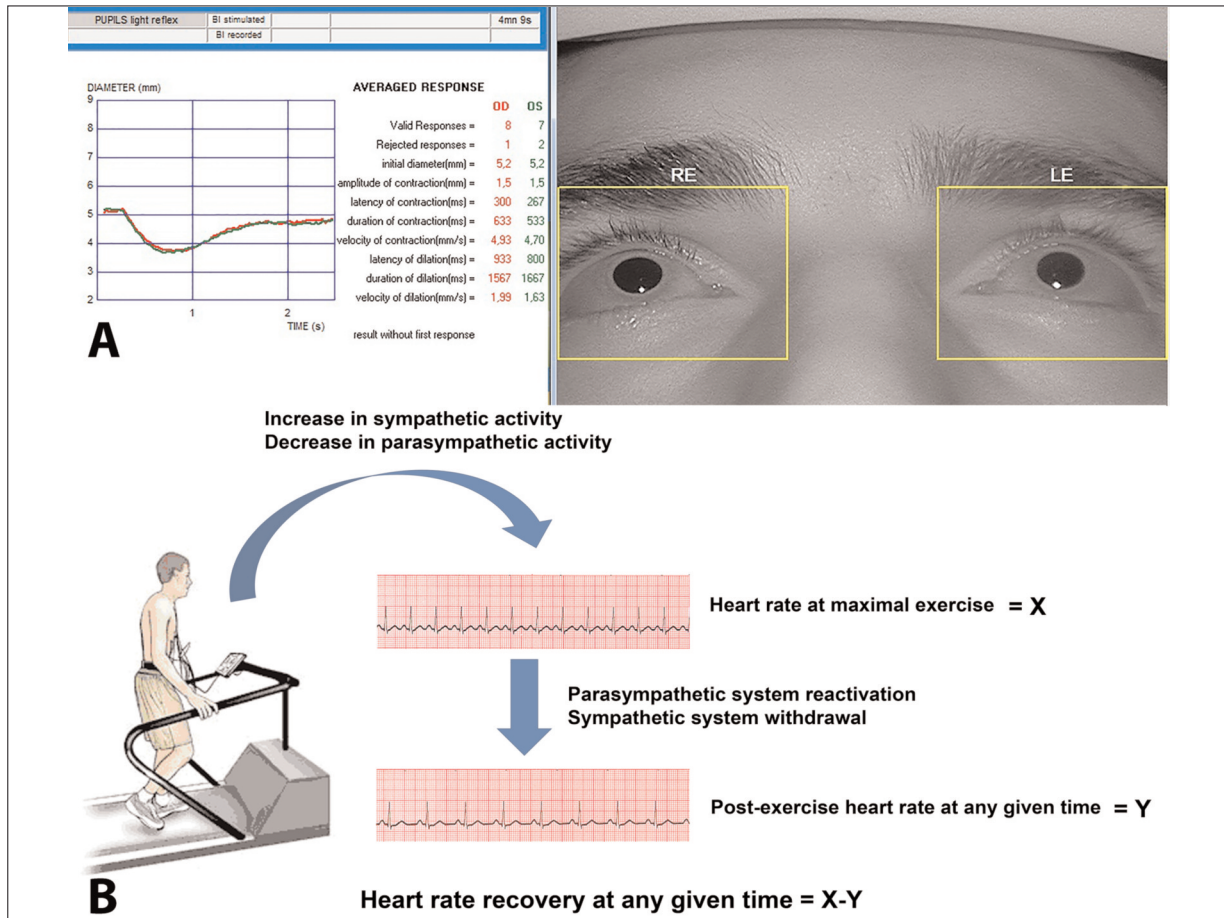 PUPILS light reflex BI stimulated 4mn 9s
BI recorded
DIAMETER (mm)
9
8
7
6
5
4
3
2
1 2
TIME (s)
AVERAGED RESPONSE
OD OS
Valid Responses = 8 7
Rejected responses = 1 2
initial diameter(mm) = 5,2 5,2
amplitude of contraction(mm) = 1,5 1,5
latency of contraction(ms) = 300 267
duration of contraction(ms) = 633 533
velocity of contraction(mm/s) = 4,93 4,70
latency of dilation(ms) = 933 800
duration of dilation(ms) = 1567 1667
velocity of dilation(mm/s) = 1,99 1,63
result without first response
A
RE LE
Increase in sympathetic activity
Decrease in parasympathetic activity
Heart rate at maximal exercise = X
Parasympathetic system reactivation
Sympathetic system withdrawal
Post-exercise heart rate at any given time = Y
B
Heart rate recovery at any given time = X-Y